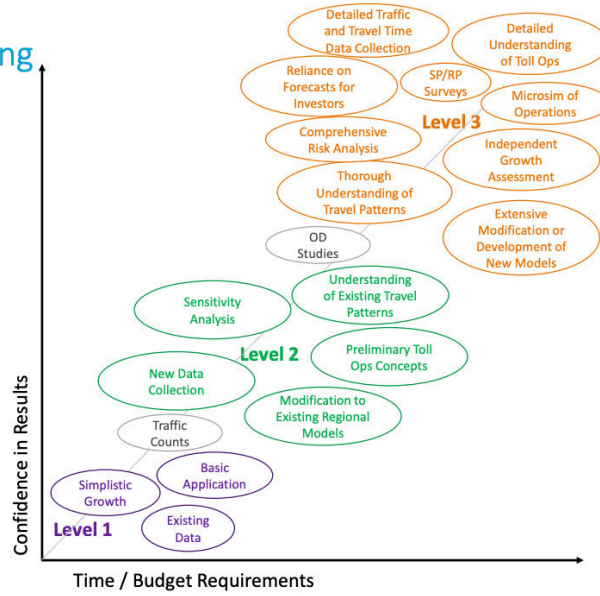 ng
Detailed Traffic
and Travel Time
Data Collection
Detailed
Understanding
of Toll Ops
Reliance on
Forecasts for
Investors
SP/RP
Surveys
Microsim of
Operations
Level 3
Comprehensive
Risk Analysis
Independent
Growth
Assessment
Thorough
Understanding of
Travel Patterns
Extensive
Modification or
Development of
New Models
OD
Studies
Understanding
of Existing Travel
Patterns
Sensitivity
Analysis
Level 2
Preliminary Toll
Ops Concepts
New Data
Collection
Modification to
Existing Regional
Models
Traffic
Counts
Basic
Application
Simplistic
Growth
Level 1
Existing
Data
Confidence in Results
Time / Budget Requirements